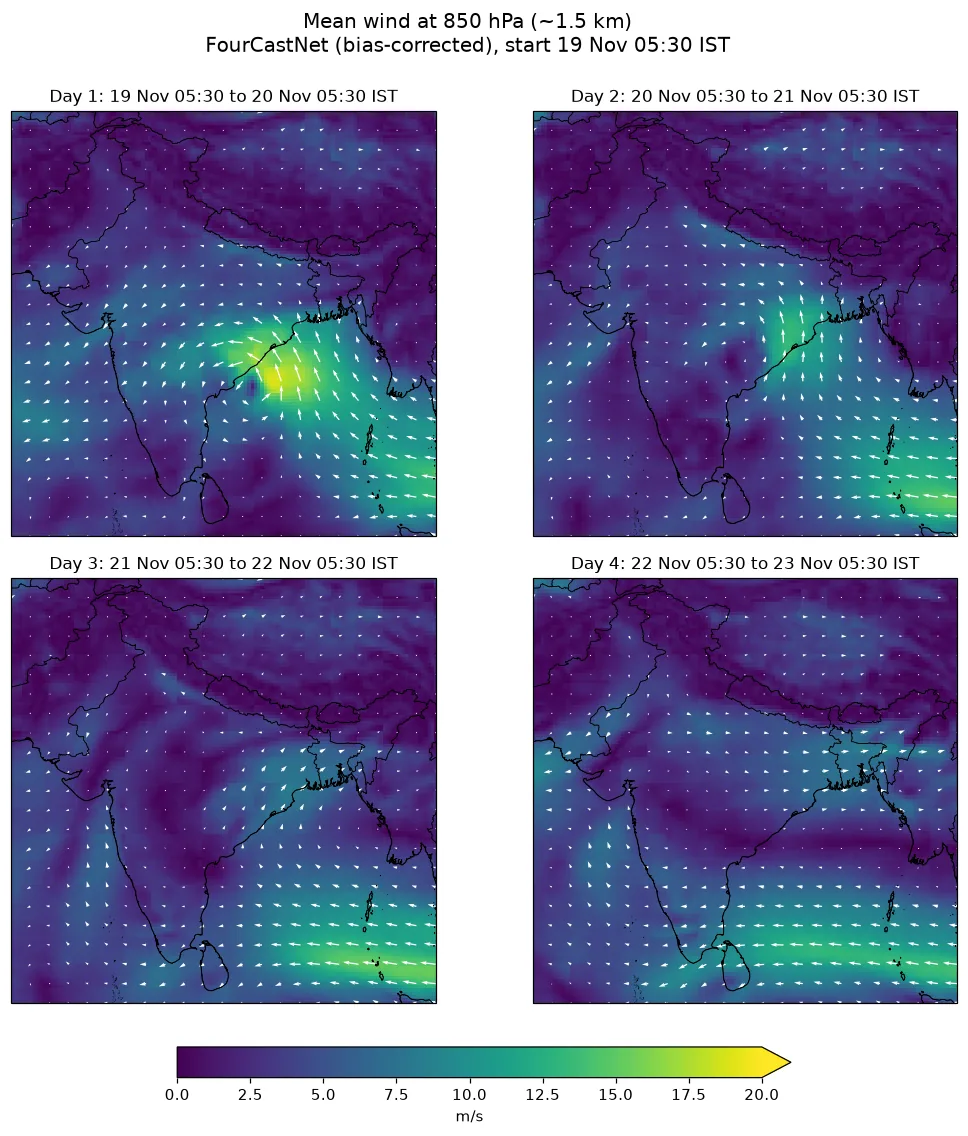 Mean wind at 850 hPa (~1.5 km)
FourCastNet (bias-corrected), start 19 Nov 05:30 IST
Day 1: 19 Nov 05:30 to 20 Nov 05:30 IST
Day 2: 20 Nov 05:30 to 21 Nov 05:30 IST
Day 3: 21 Nov 05:30 to 22 Nov 05:30 IST
Day 4: 22 Nov 05:30 to 23 Nov 05:30 IST
0.0 2.5 5.0 7.5 10.0 12.5 15.0 17.5 20.0
m/s